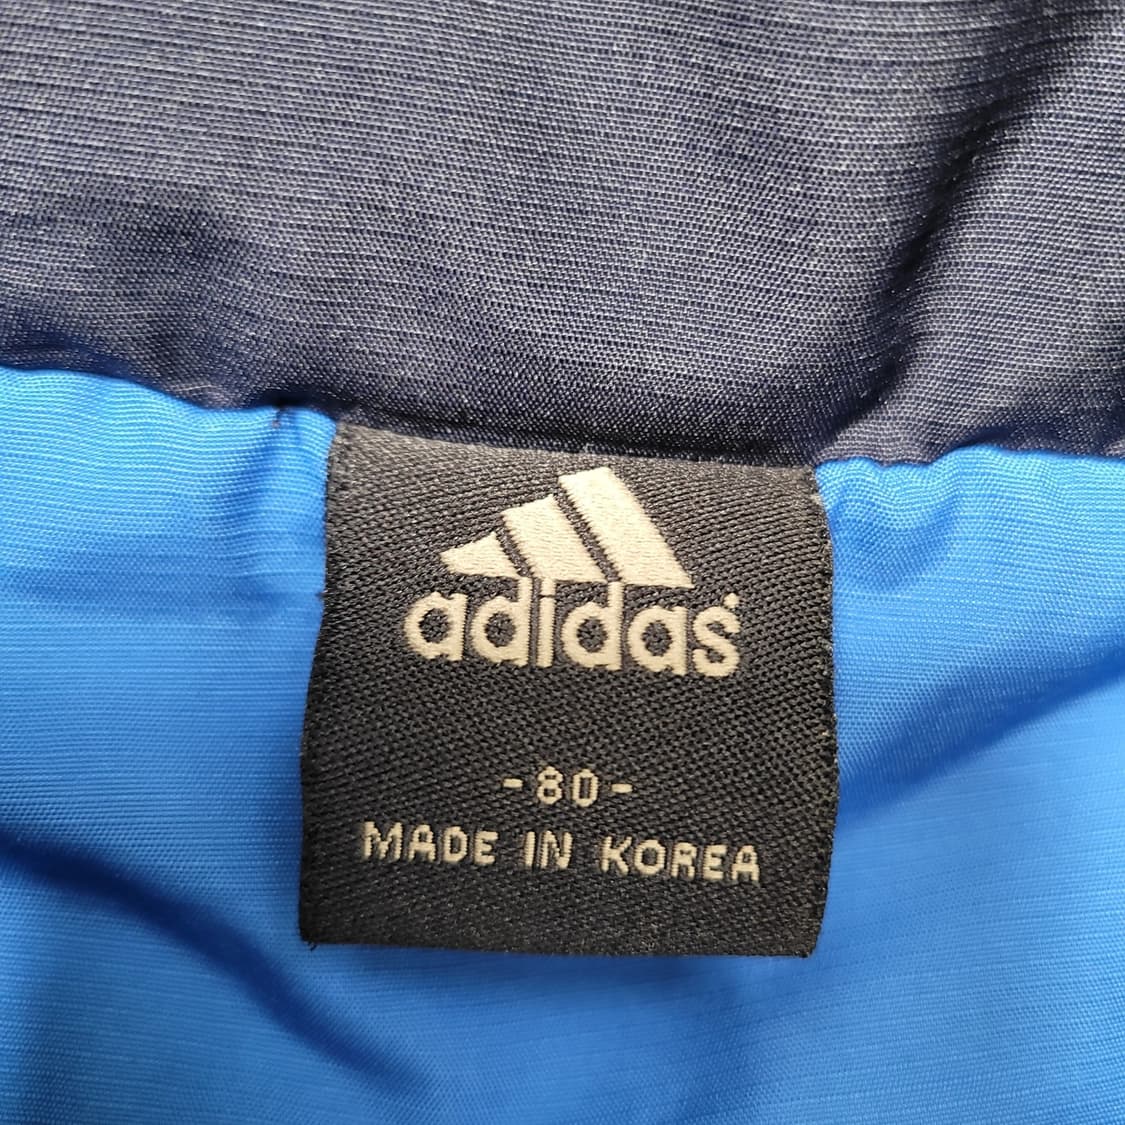 adidas
-80-
MADE IN KOREA